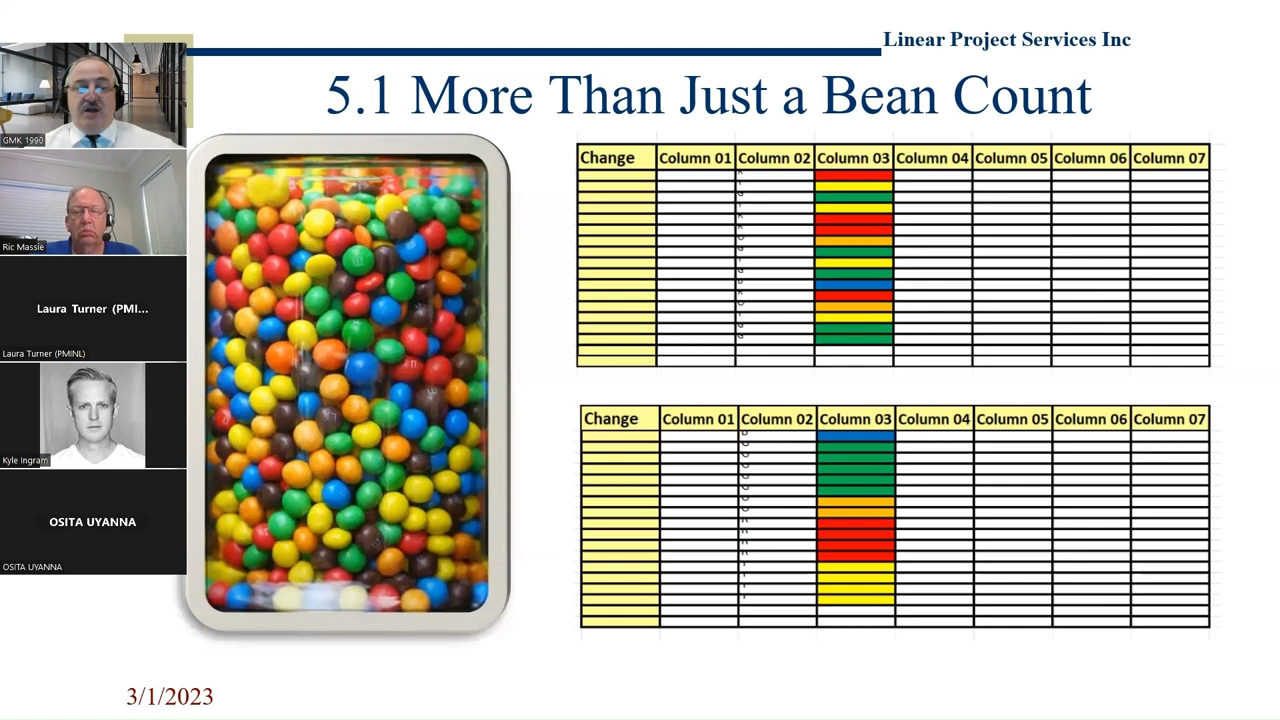 Linear Project Services Inc
5.1 More Than Just a Bean Count
GMK 1990
Ric Massie
Laura Turner (PMI...
Laura Turner (PMINL)
Kyle Ingram
OSITA UYANNA
OSITA UYANNA
Change Column 01 Column 02 Column 03 Column 04 Column 05 Column 06 Column 07
Change Column 01 Column 02 Column 03 Column 04 Column 05 Column 06 Column 07
3/1/2023